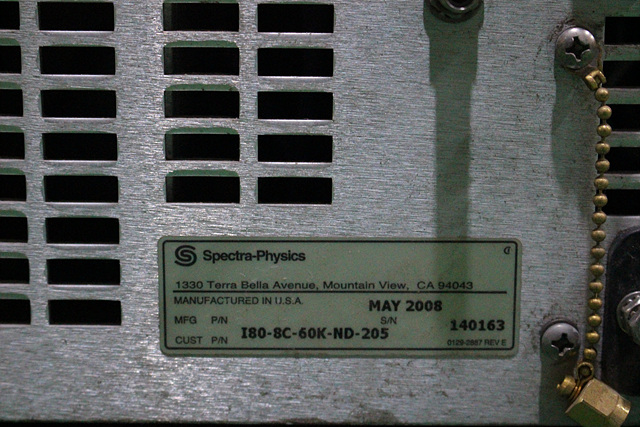 Spectra-Physics
1330 Terra Bella Avenue, Mountain View, CA 94043
MANUFACTURED IN U.S.A. MAY 2008
MFG P/N S/N 140163
I80-8C-60K-ND-205
CUST P/N 0129-2867 REV E